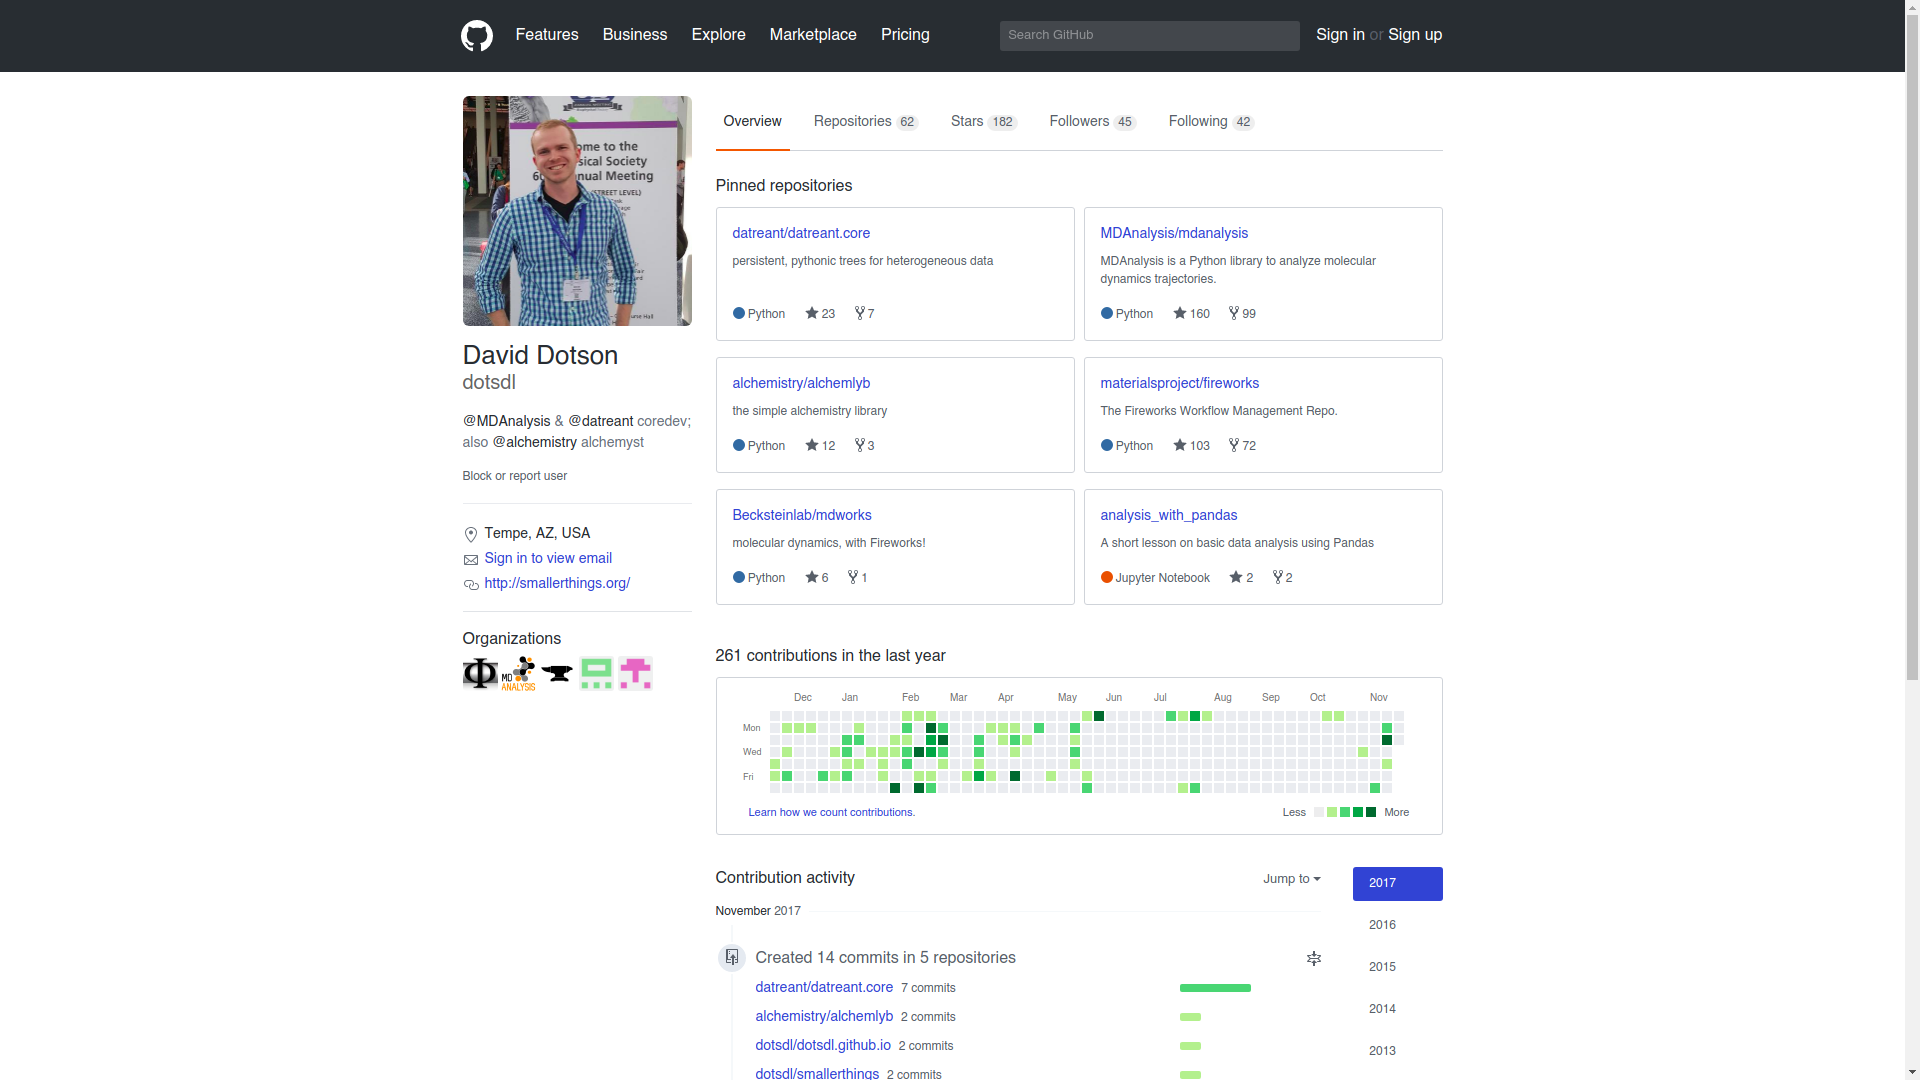 Features Business Explore Marketplace Pricing Search GitHub Sign in or Sign up
ome to the
sical Society
nual Meeting
(STREET LEVEL)
David Dotson
dotsdl
@MDAnalysis & @datreant coredev;
also @alchemistry alchemyst
Block or report user
Tempe, AZ, USA
Sign in to view email
http://smallerthings.org/
Organizations
MD
ANALYSIS
Overview Repositories 62 Stars 182 Followers 45 Following 42
Pinned repositories
datreant/datreant.core
persistent, pythonic trees for heterogeneous data
Python 23 7
MDAnalysis/mdanalysis
MDAnalysis is a Python library to analyze molecular
dynamics trajectories.
Python 160 99
alchemistry/alchemlyb
the simple alchemistry library
Python 12 3
materialsproject/fireworks
The Fireworks Workflow Management Repo.
Python 103 72
Becksteinlab/mdworks
molecular dynamics, with Fireworks!
Python 6 1
analysis_with_pandas
A short lesson on basic data analysis using Pandas
Jupyter Notebook 2 2
261 contributions in the last year
Dec Jan Feb Mar Apr May Jun Jul Aug Sep Oct Nov
Mon
Wed
Fri
Learn how we count contributions.
Less More
Contribution activity
Jump to
November 2017
Created 14 commits in 5 repositories
datreant/datreant.core 7 commits
alchemistry/alchemlyb 2 commits
dotsdl/dotsdl.github.io 2 commits
dotsdl/smallerthings 2 commits
2017
2016
2015
2014
2013